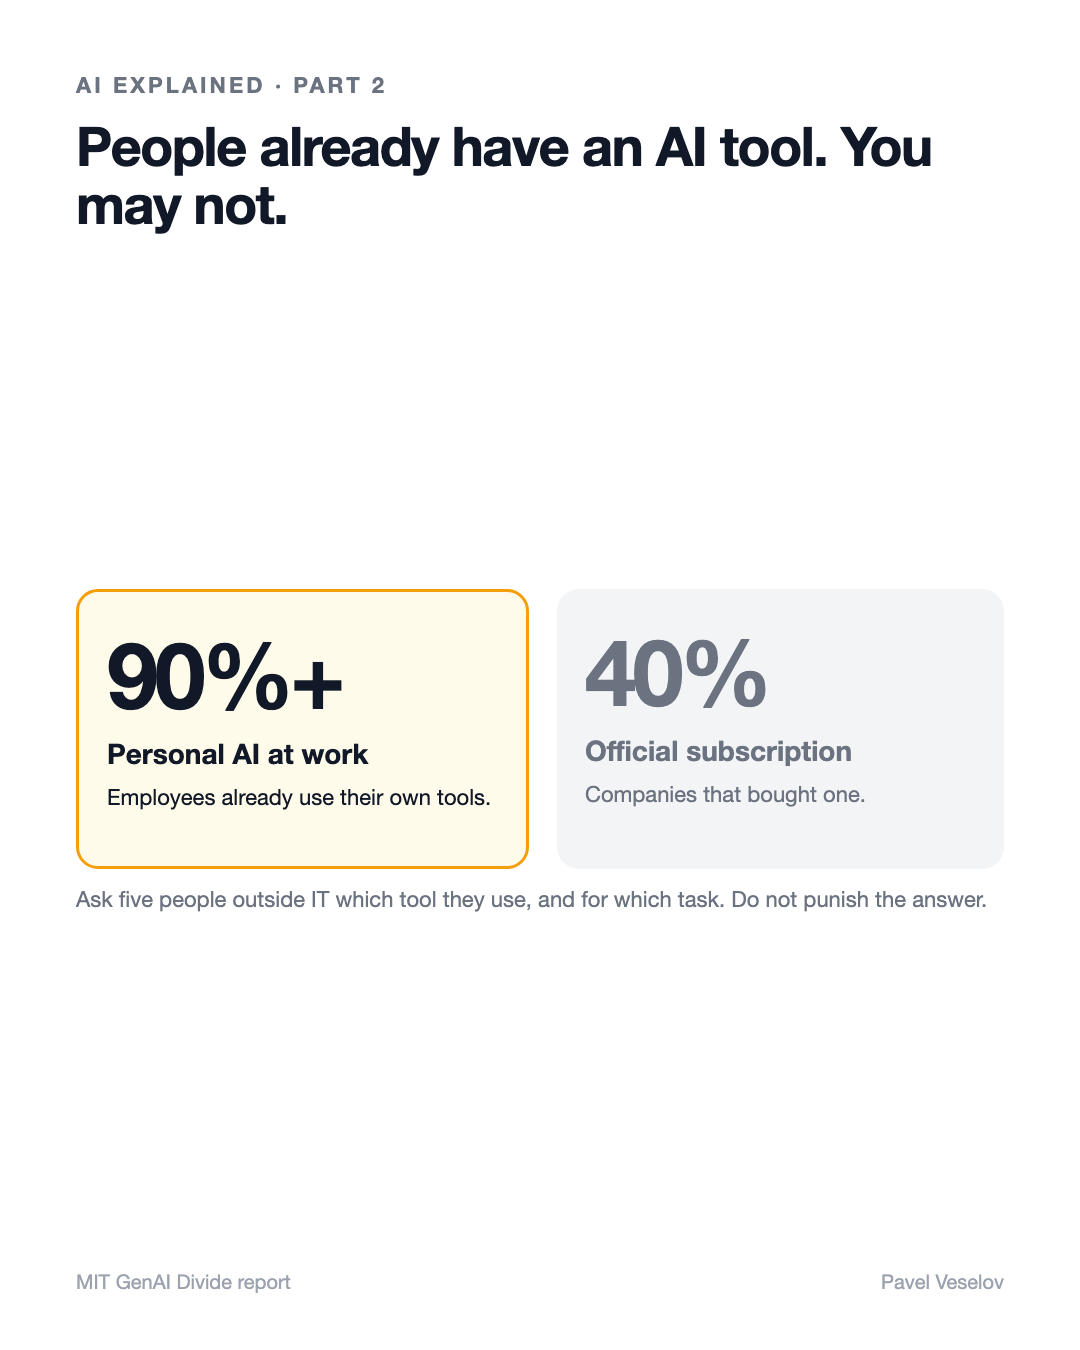 AI EXPLAINED · PART 2
People already have an AI tool. You
may not.
90%+
Personal AI at work
Employees already use their own tools.
40%
Official subscription
Companies that bought one.
Ask five people outside IT which tool they use, and for which task. Do not punish the answer.
MIT GenAI Divide report
Pavel Veselov